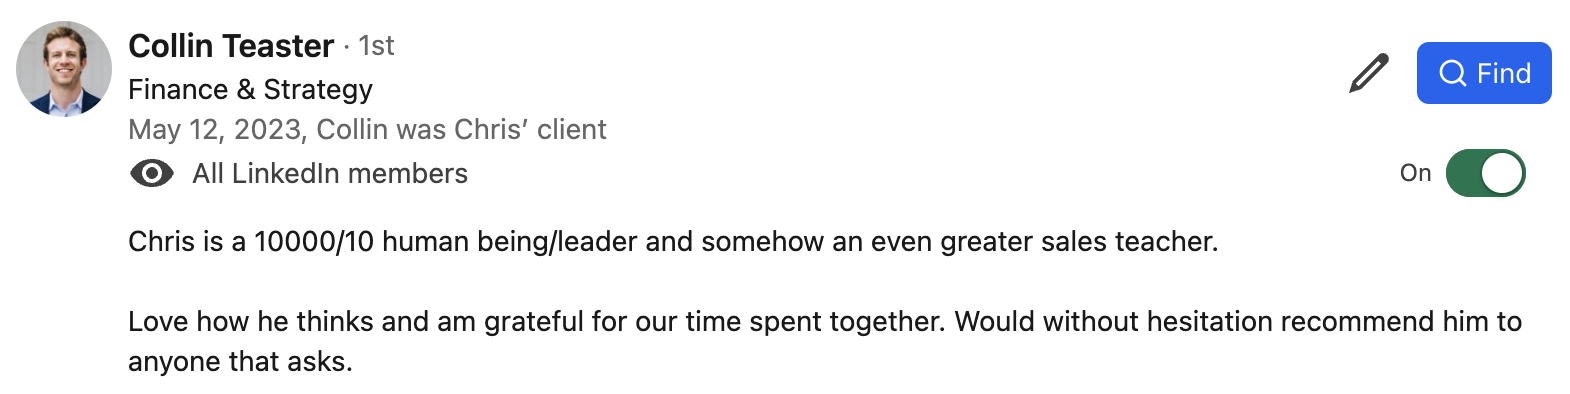 Collin Teaster · 1st
Finance & Strategy
Find
May 12, 2023, Collin was Chris’ client
All LinkedIn members
On
Chris is a 10000/10 human being/leader and somehow an even greater sales teacher.
Love how he thinks and am grateful for our time spent together. Would without hesitation recommend him to
anyone that asks.